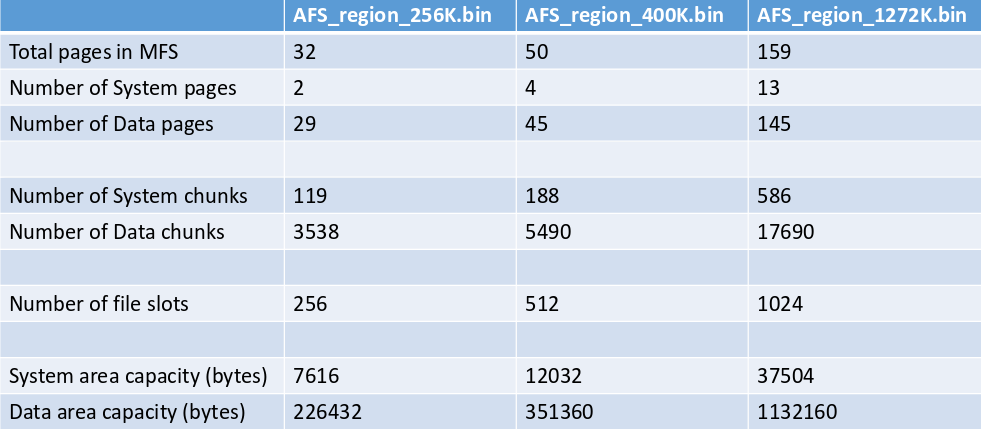 AFS_region_256K.bin AFS_region_400K.bin AFS_region_1272K.bin
Total pages in MFS 32 50 159
Number of System pages 2 4 13
Number of Data pages 29 45 145
Number of System chunks 119 188 586
Number of Data chunks 3538 5490 17690
Number of file slots 256 512 1024
System area capacity (bytes) 7616 12032 37504
Data area capacity (bytes) 226432 351360 1132160